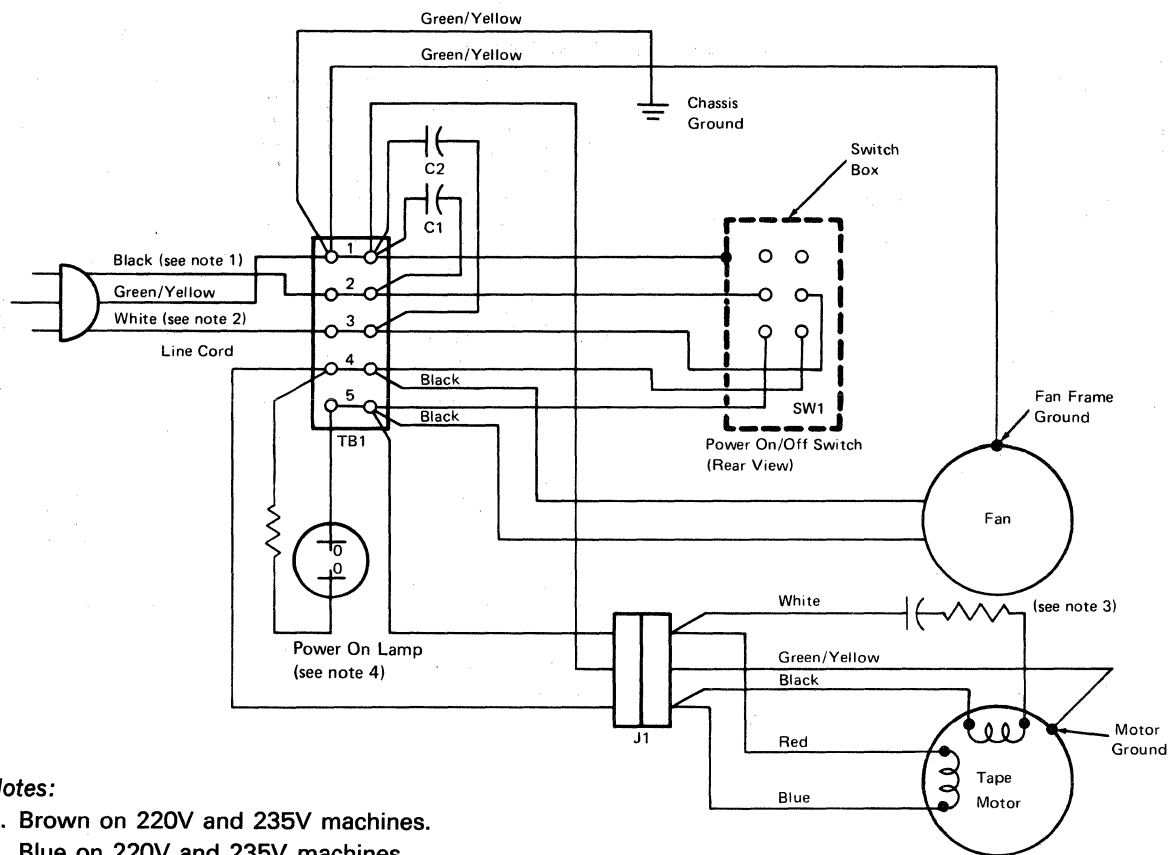 Green/Yellow
Green/Yellow
Chassis
Ground
Switch
Box
C2
C1
1
Black (see note 1)
2
Green/Yellow
3
White (see note 2)
Line Cord
4
Black
5
Black
SW1
TB1
Power On/Off Switch
(Rear View)
Fan Frame
Ground
Fan
0
0
White
(see note 3)
Power On Lamp
(see note 4)
Green/Yellow
Black
J1
Motor
Ground
Red
Tape
Motor
Blue
otes:
. Brown on 220V and 235V machines.
Blue on 220V and 235V machines.